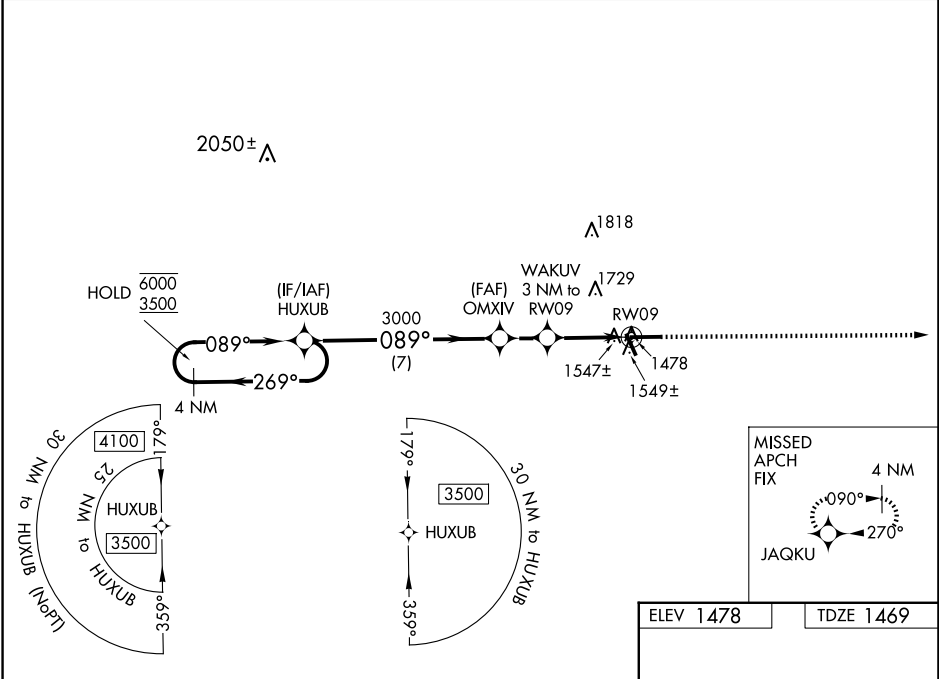 2050±
1818
1729
HOLD 6000
3500
(IF/IAF)
HUXUB
(FAF)
OMXIV
WAKUV
3 NM to
RW09
RW09
089°
3000
089°
(7)
269°
4 NM
1547±
1478
1549±
30 NM to HUXUB (NoPT)
4100
179°
25 NM to HUXUB
HUXUB
3500
359°
179°
3500
HUXUB
30 NM to HUXUB
359°
MISSED
APCH
FIX
4 NM
090°
270°
JAQKU
ELEV 1478
TDZE 1469